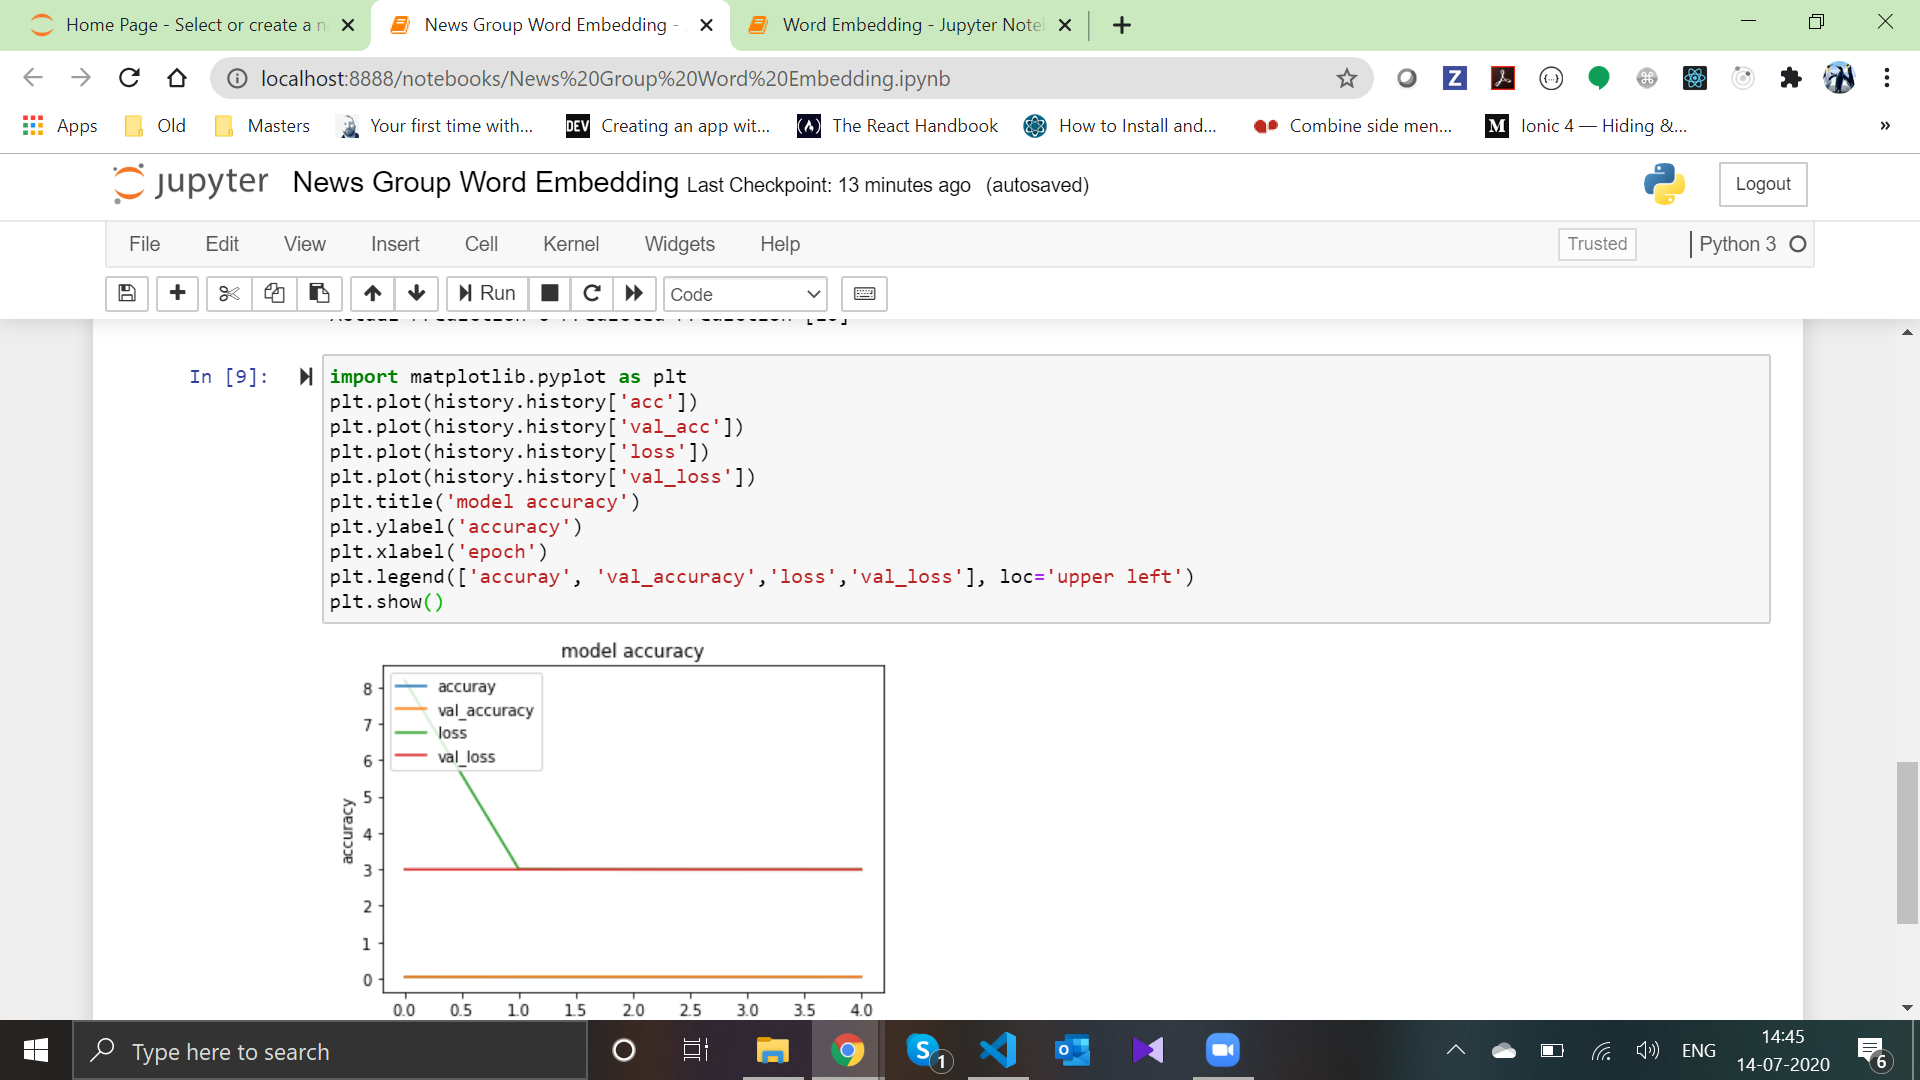 Home Page - Select or create a n
News Group Word Embedding -
Word Embedding - Jupyter Note
localhost:8888/notebooks/News%20Group%20Word%20Embedding.ipynb
Apps
Old
Masters
Your first time with...
DEV
Creating an app wit...
The React Handbook
How to Install and...
Combine side men...
M
Ionic 4 — Hiding &...
»
jupyter
News Group Word Embedding Last Checkpoint: 13 minutes ago (autosaved)
Logout
File Edit View Insert Cell Kernel Widgets Help
Trusted
Python 3
Run
Code
In [9]:
import matplotlib.pyplot as plt
plt.plot(history.history['acc'])
plt.plot(history.history['val_acc'])
plt.plot(history.history['loss'])
plt.plot(history.history['val_loss'])
plt.title('model accuracy')
plt.ylabel('accuracy')
plt.xlabel('epoch')
plt.legend(['accuray', 'val_accuracy','loss','val_loss'], loc='upper left')
plt.show()
model accuracy
accuray
val_accuracy
loss
val_loss
accuracy
8
7
6
5
4
3
2
1
0
0.0 0.5 1.0 1.5 2.0 2.5 3.0 3.5 4.0
Type here to search
S
1
ENG
14:45
14-07-2020
6